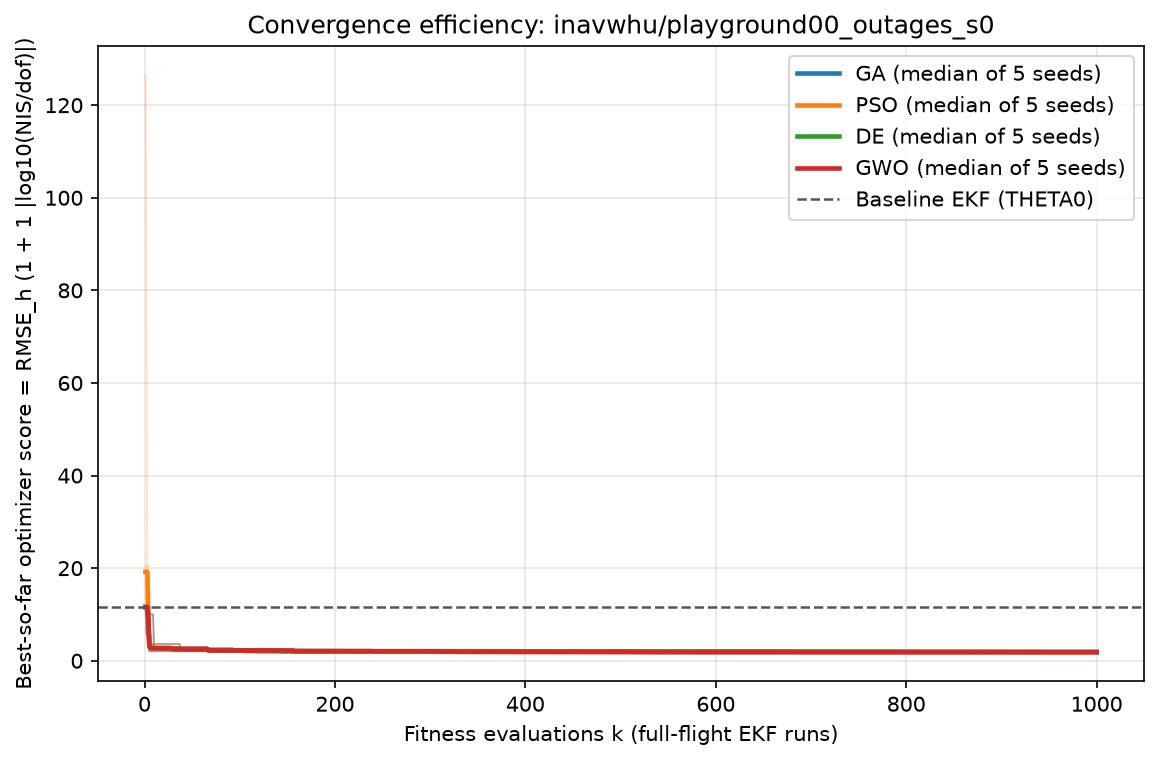 Convergence efficiency: inavwhu/playground00_outages_s0
Best-so-far optimizer score = RMSE_h (1 + 1 |log10(NIS/dof)|)
120
100
80
60
40
20
0
GA (median of 5 seeds)
PSO (median of 5 seeds)
DE (median of 5 seeds)
GWO (median of 5 seeds)
Baseline EKF (THETA0)
0 200 400 600 800 1000
Fitness evaluations k (full-flight EKF runs)